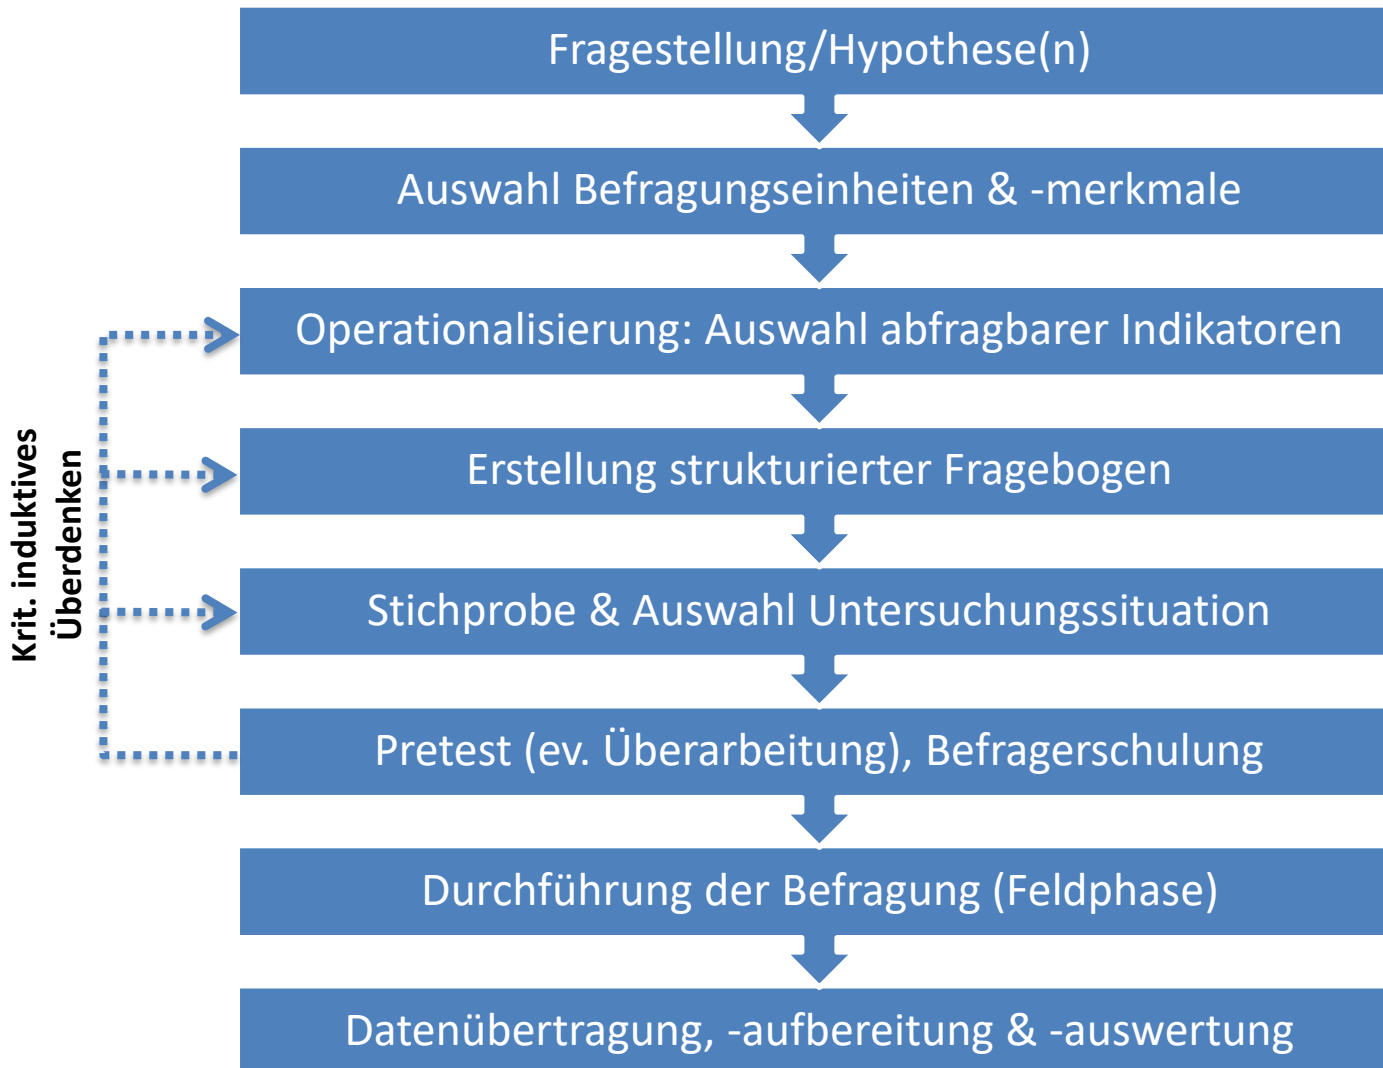 Fragestellung/Hypothese(n)
Auswahl Befragungseinheiten & -merkmale
Operationalisierung: Auswahl abfragbarer Indikatoren
Erstellung strukturierter Fragebogen
Stichprobe & Auswahl Untersuchungssituation
Pretest (ev. Überarbeitung), Befragerschulung
Durchführung der Befragung (Feldphase)
Datenübertragung, -aufbereitung & -auswertung
Krit. induktives
Überdenken